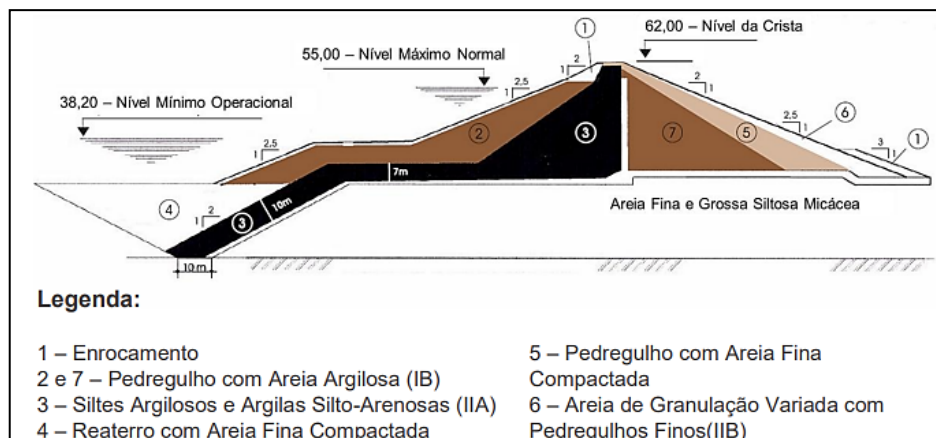 62,00 – Nível da Crista
55,00 – Nível Máximo Normal
38,20 – Nível Mínimo Operacional
1
1
2
1
2,5
2
1
2,5
1
6
3
1
1
1
2,5
2
3
7
5
7m
4
1
2
3
10m
10 m
Areia Fina e Grossa Siltosa Micácea
Legenda:
1 – Enrocamento
2 e 7 – Pedregulho com Areia Argilosa (IB)
3 – Siltes Argilosos e Argilas Silto-Arenosas (IIA)
4 – Reaterro com Areia Fina Compactada
5 – Pedregulho com Areia Fina
Compactada
6 – Areia de Granulação Variada com
Pedregulhos Finos(IIB)